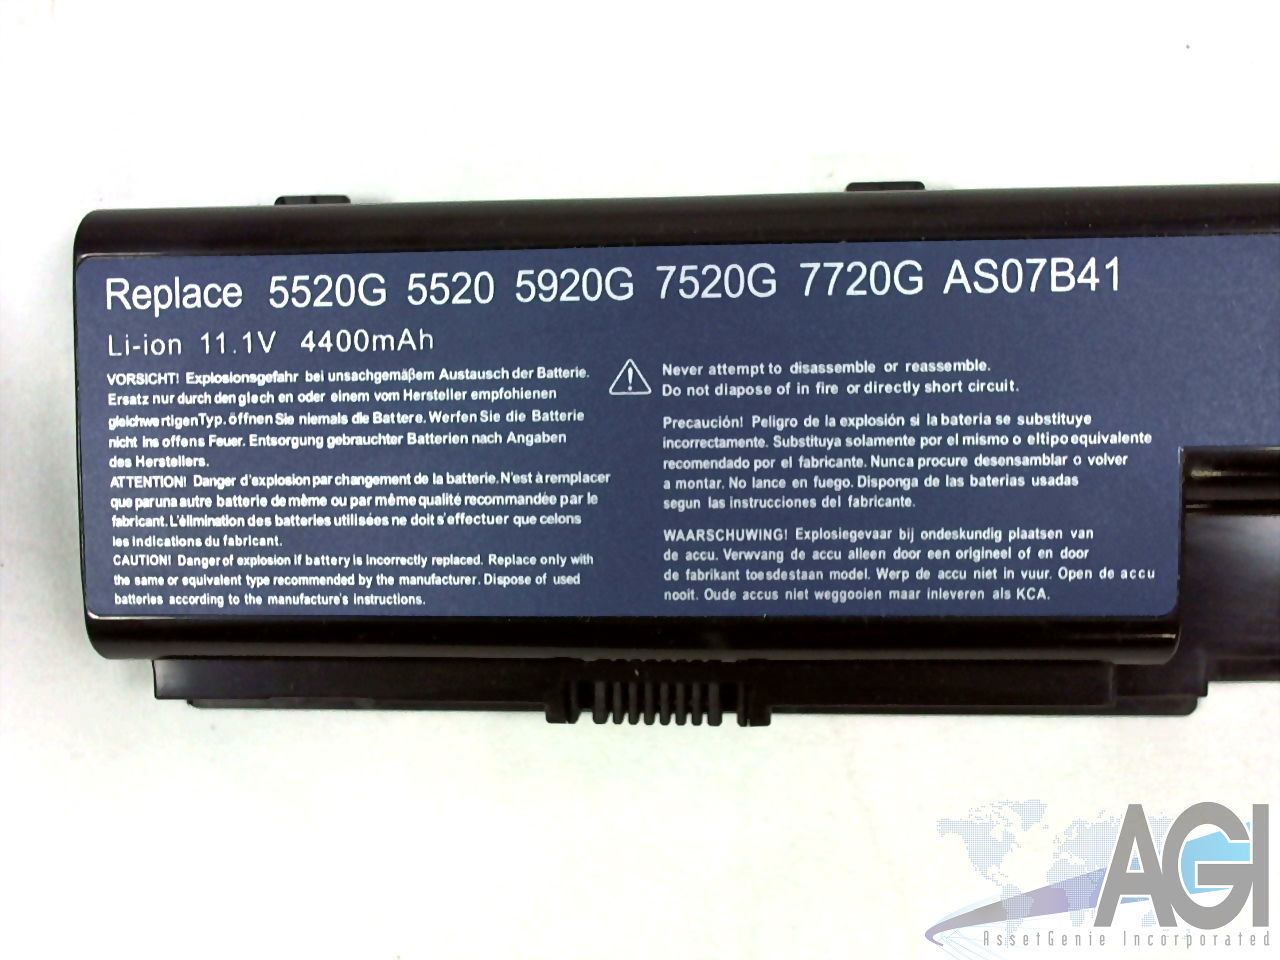 Replace 5520G 5520 5920G 7520G 7720G AS07B41
Li-ion 11.1V 4400mAh
VORSICHT! Explosionsgefahr bei unsachgemäßem Austausch der Batterie.
Ersatz nur durch den glech en oder einem vom Hersteller empfohienen
gleichwertigen Typ. öffnen Sie niemals die Battere. Werfen Sie die Batterie
nicht ins offens Feuer. Entsorgung gebrauchter Batterien nach Angaben
des Herstellers.
ATTENTION! Danger d'explosion par changement de la batterie. N'est à remplacer
que par una autre batterie de même ou par même qualité recommandée par le
fabricant. L'élimination des batteries utilisées ne doit s'effectuer que celons
les indications du fabricant.
CAUTION! Danger of explosion if battery is incorrectly replaced. Replace only with
the same or equivalent type recommended by the manufacturer. Dispose of used
batteries according to the manufacture's instructions.
Never attempt to disassemble or reassemble.
Do not diapose of in fire or directly short circuit.
Precaución! Peligro de la explosión si la bateria se substituye
incorrectamente. Substituya solamente por el mismo o el tipo equivalente
recomendado por el fabricante. Nunca procure desensamblar o volver
a montar. No lance en fuego. Disponga de las baterias usadas
segun las instrucciones del fabricante.
WAARSCHUWING! Explosiegevaar bij ondeskundig plaatsen van
de accu. Verwvang de accu alleen door een origineel of en door
de fabrikant toesdestaan model. Werp de accu niet in vuur. Open de accu
nooit. Oude accus niet weggooien maar inleveren als KCA.
AGI
AssetGenie Incorporated